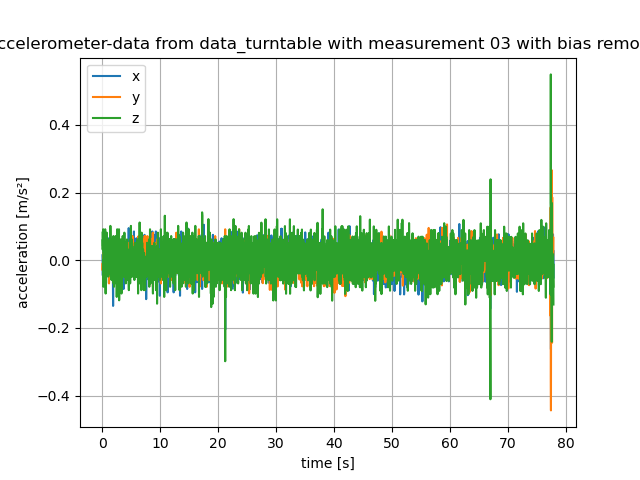 ccelerometer-data from data_turntable with measurement 03 with bias remo
x
y
z
acceleration [m/s²]
0.4
0.2
0.0
−0.2
−0.4
0 10 20 30 40 50 60 70 80
time [s]